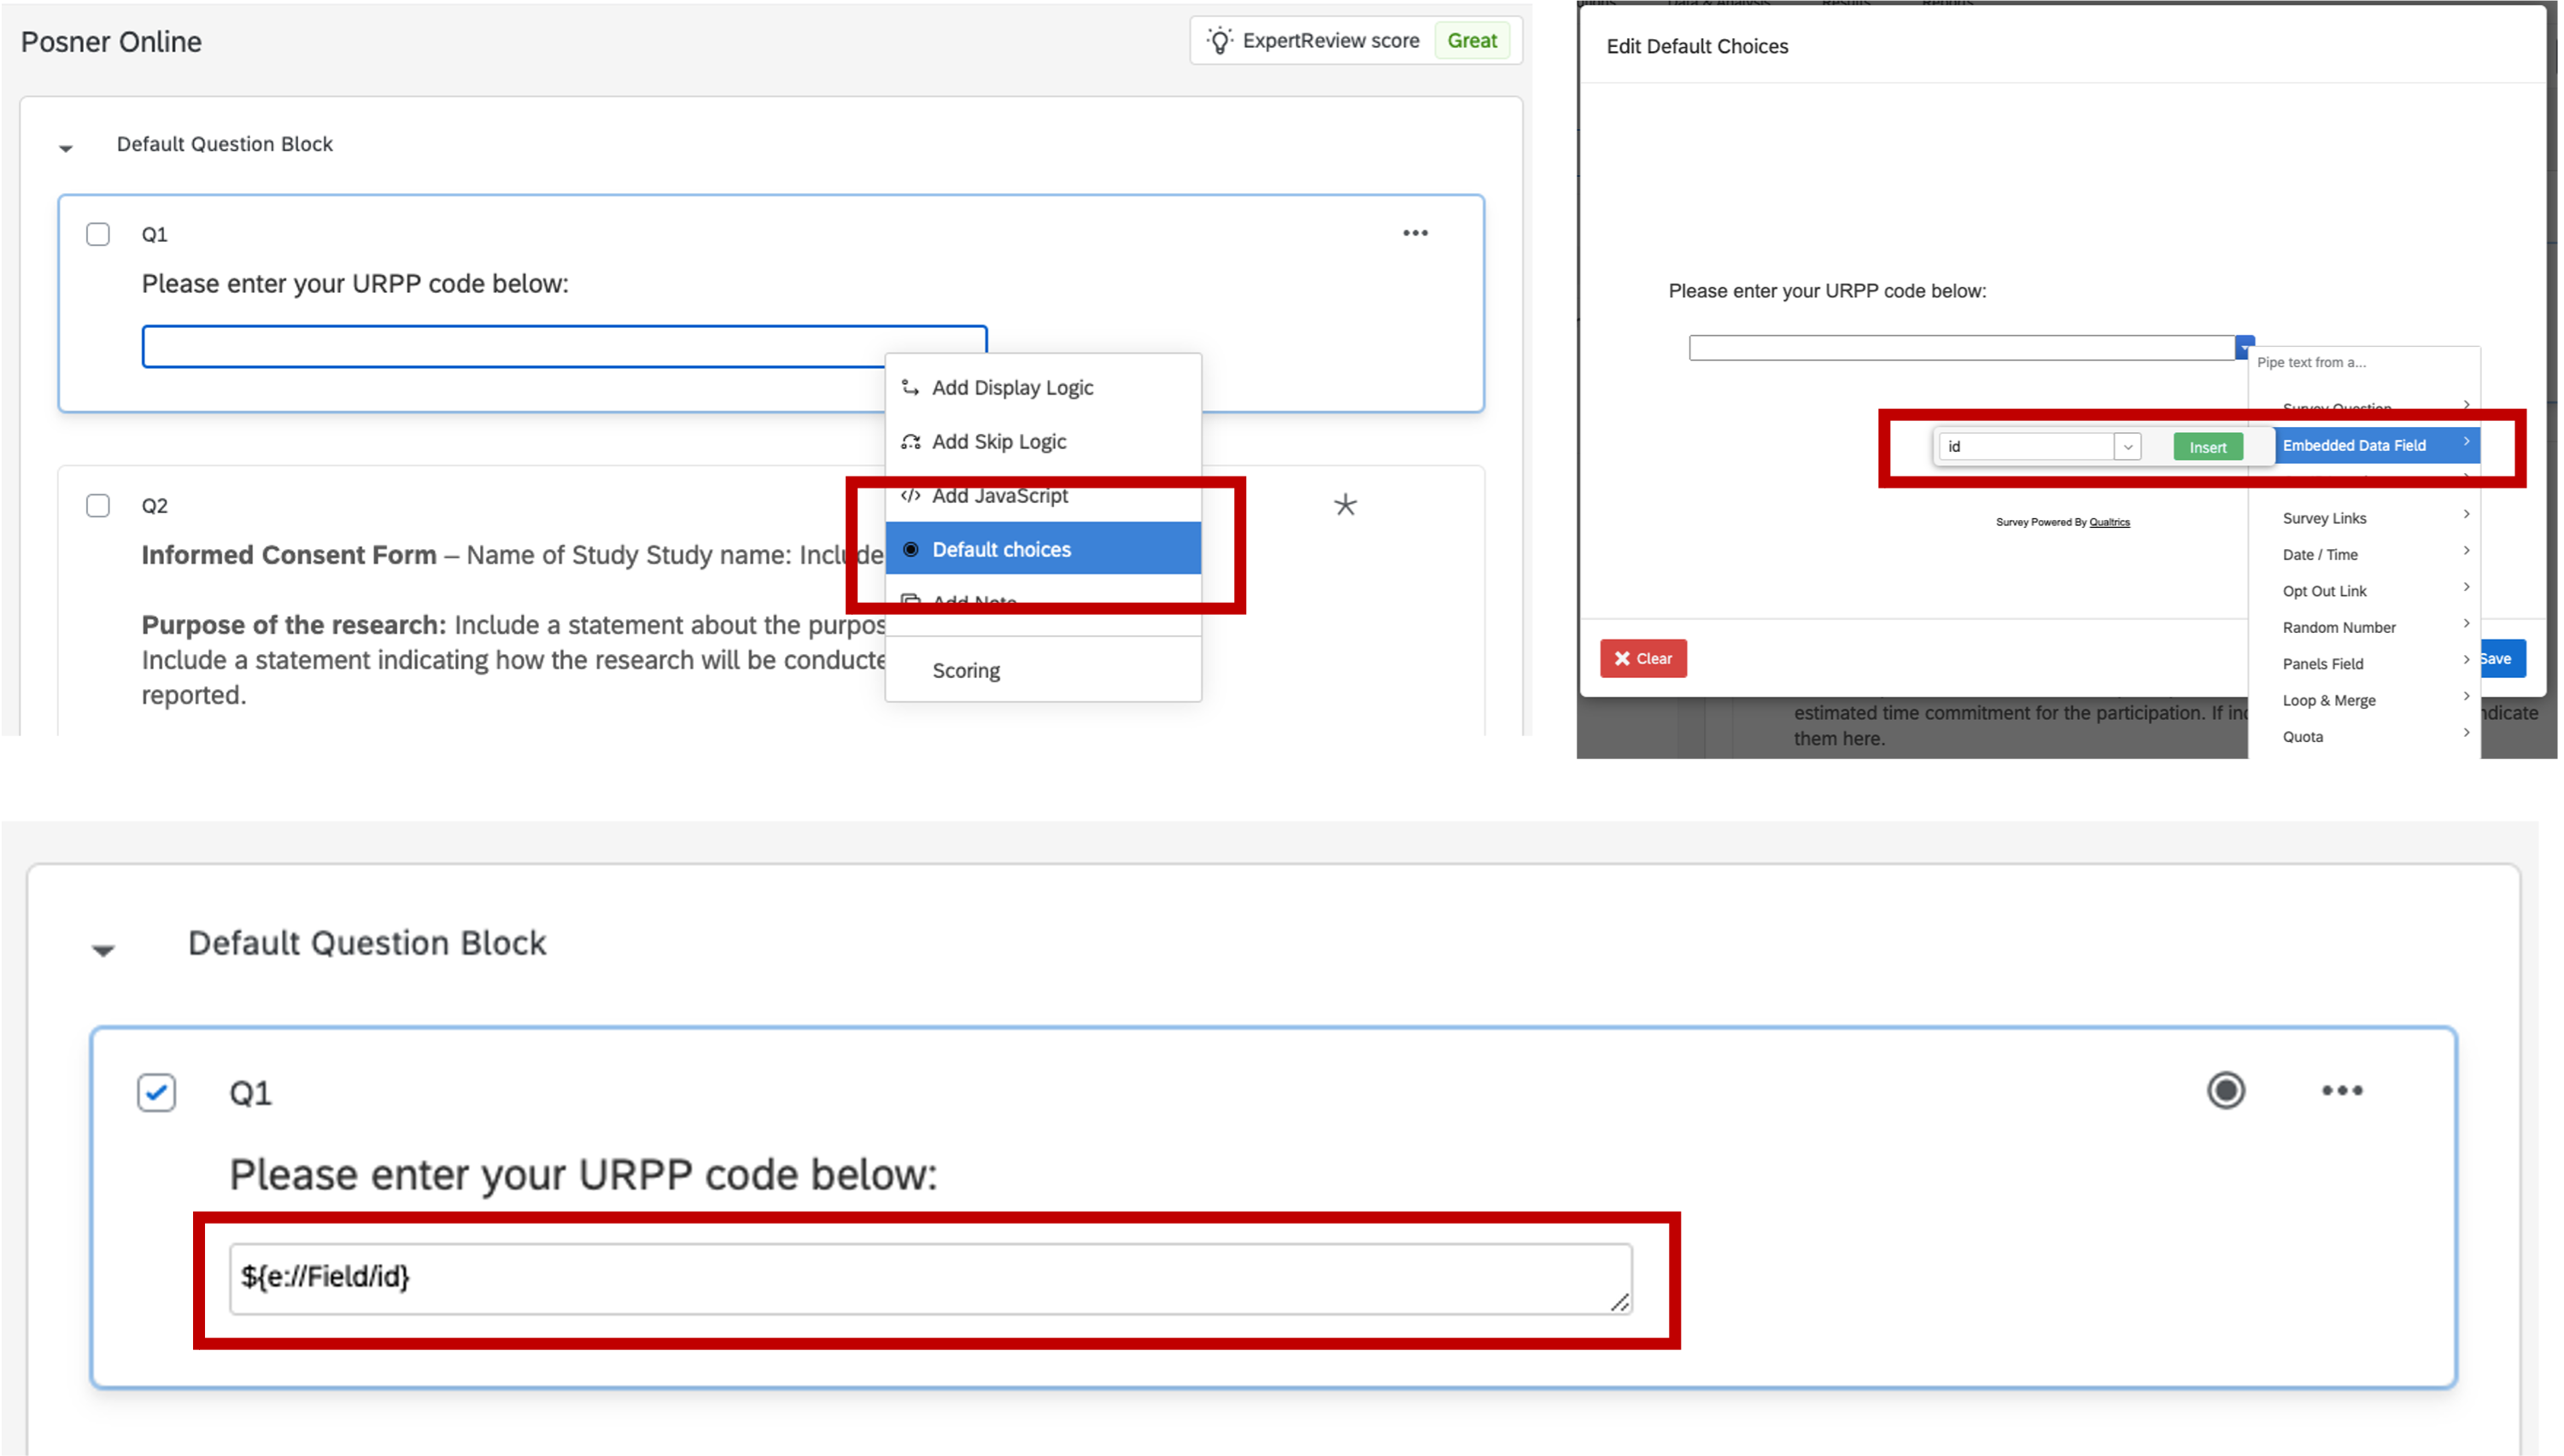 Posner Online
ExpertReview score Great
Default Question Block
Q1
Please enter your URPP code below:
Add Display Logic
Add Skip Logic
Add JavaScript
Default choices
Add Note
Scoring
Q2
Informed Consent Form – Name of Study Study name: Include
Purpose of the research: Include a statement about the purpos
Include a statement indicating how the research will be conducte
reported.
Data & Analysis Results Reports
Edit Default Choices
Please enter your URPP code below:
Pipe text from a...
Survey Question
id Insert Embedded Data Field
Survey Links
Date / Time
Opt Out Link
Random Number
Panels Field
Loop & Merge
Quota
Survey Powered By Qualtrics
Clear
Save
estimated time commitment for the participation. If inc
ndicate
them here.
Default Question Block
Q1
Please enter your URPP code below:
${e://Field/id}